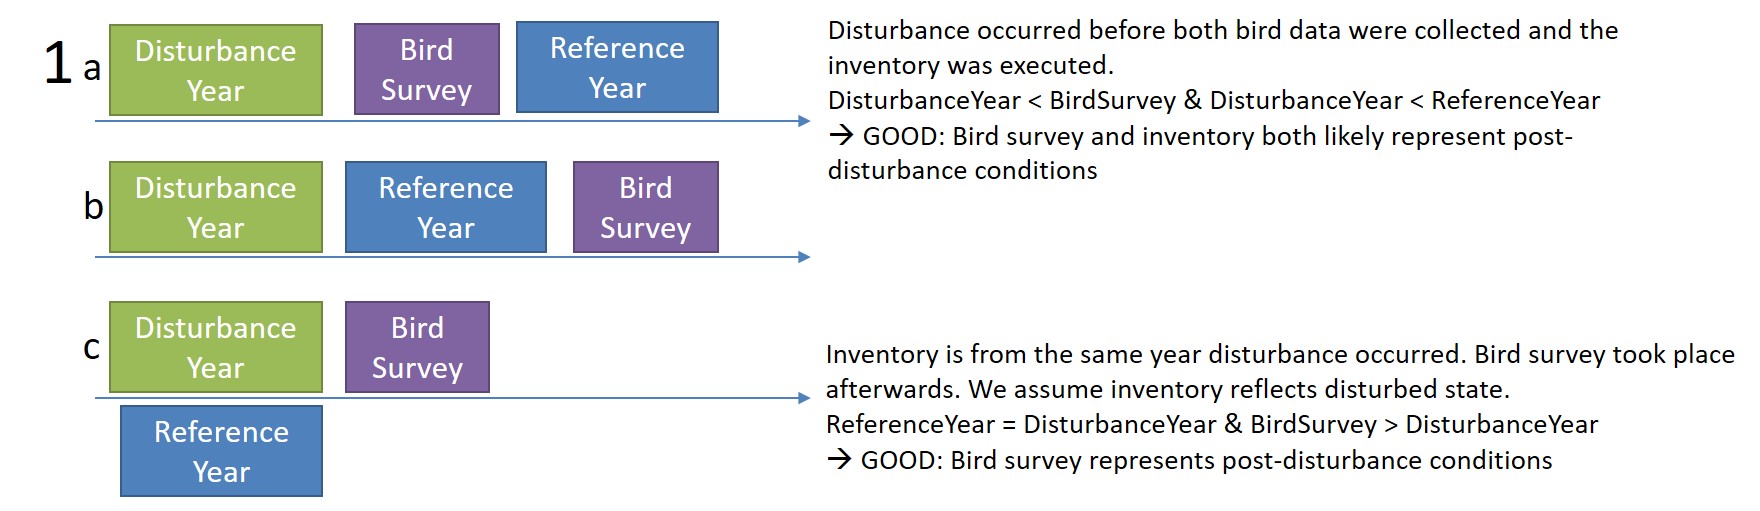 1 a
Disturbance
Year
Bird
Survey
Reference
Year
Disturbance occurred before both bird data were collected and the
inventory was executed.
DisturbanceYear < BirdSurvey & DisturbanceYear < ReferenceYear
→ GOOD: Bird survey and inventory both likely represent post-
disturbance conditions
b
Disturbance
Year
Reference
Year
Bird
Survey
c
Disturbance
Year
Bird
Survey
Reference
Year
Inventory is from the same year disturbance occurred. Bird survey took place
afterwards. We assume inventory reflects disturbed state.
ReferenceYear = DisturbanceYear & BirdSurvey > DisturbanceYear
→ GOOD: Bird survey represents post-disturbance conditions